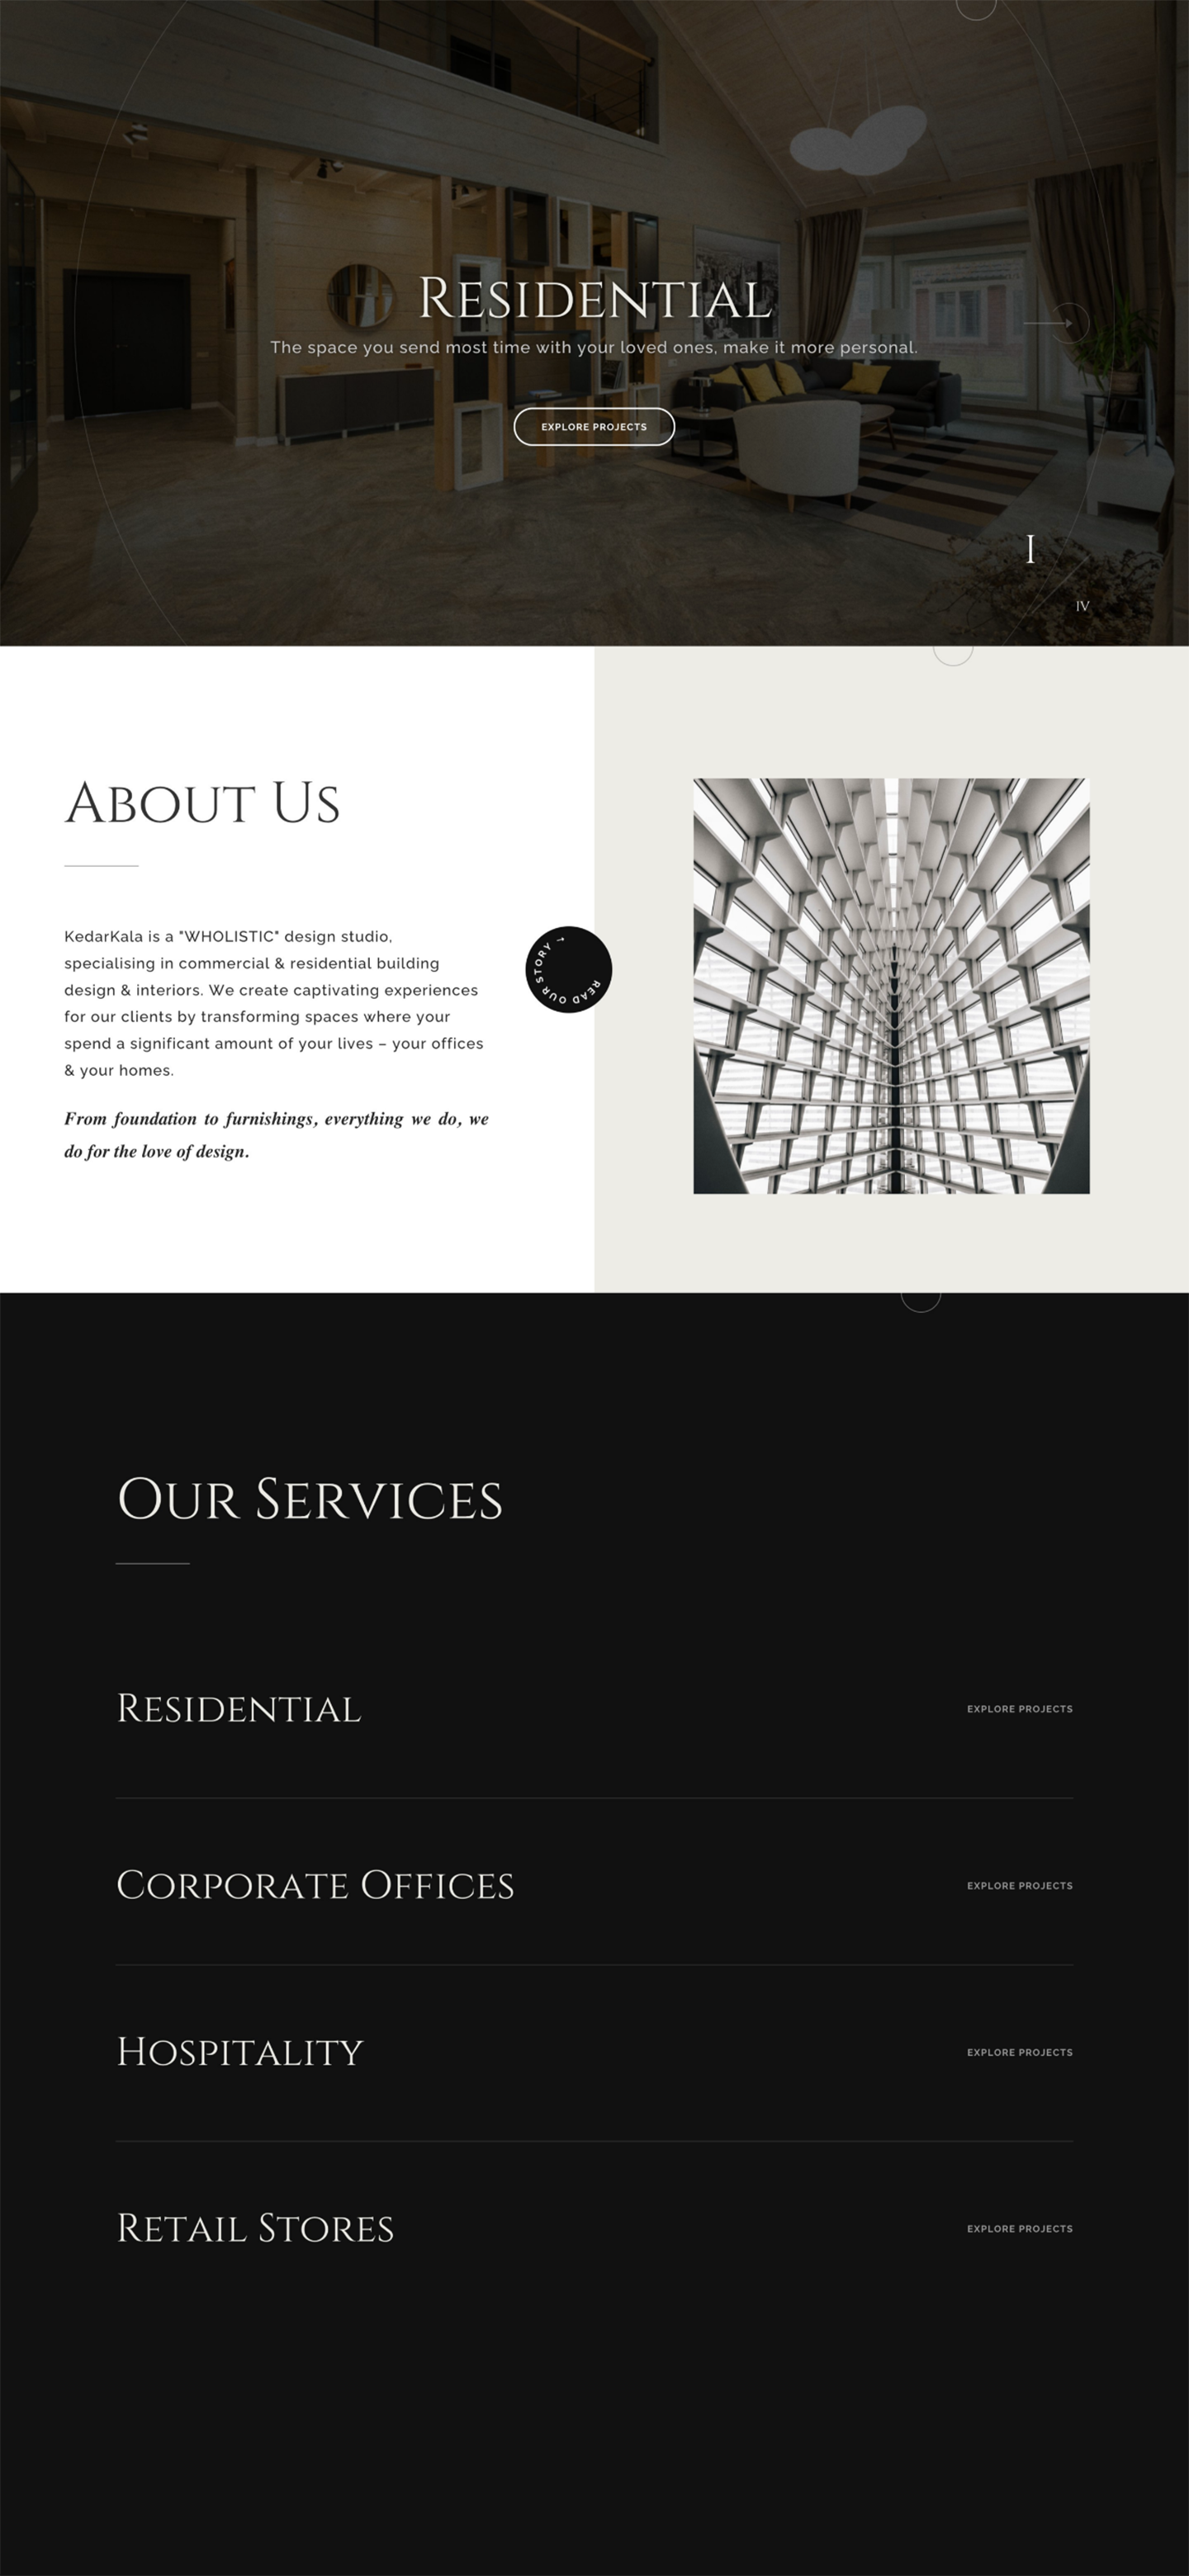 Residential
The space you send most time with your loved ones, make it more personal.
EXPLORE PROJECTS
I
IV
About Us
KedarKala is a "WHOLISTIC" design studio,
specialising in commercial & residential building
design & interiors. We create captivating experiences
for our clients by transforming spaces where your
spend a significant amount of your lives – your offices
& your homes.
From foundation to furnishings, everything we do, we
do for the love of design.
READ OUR STORY →
Our Services
Residential
EXPLORE PROJECTS
Corporate Offices
EXPLORE PROJECTS
Hospitality
EXPLORE PROJECTS
Retail Stores
EXPLORE PROJECTS